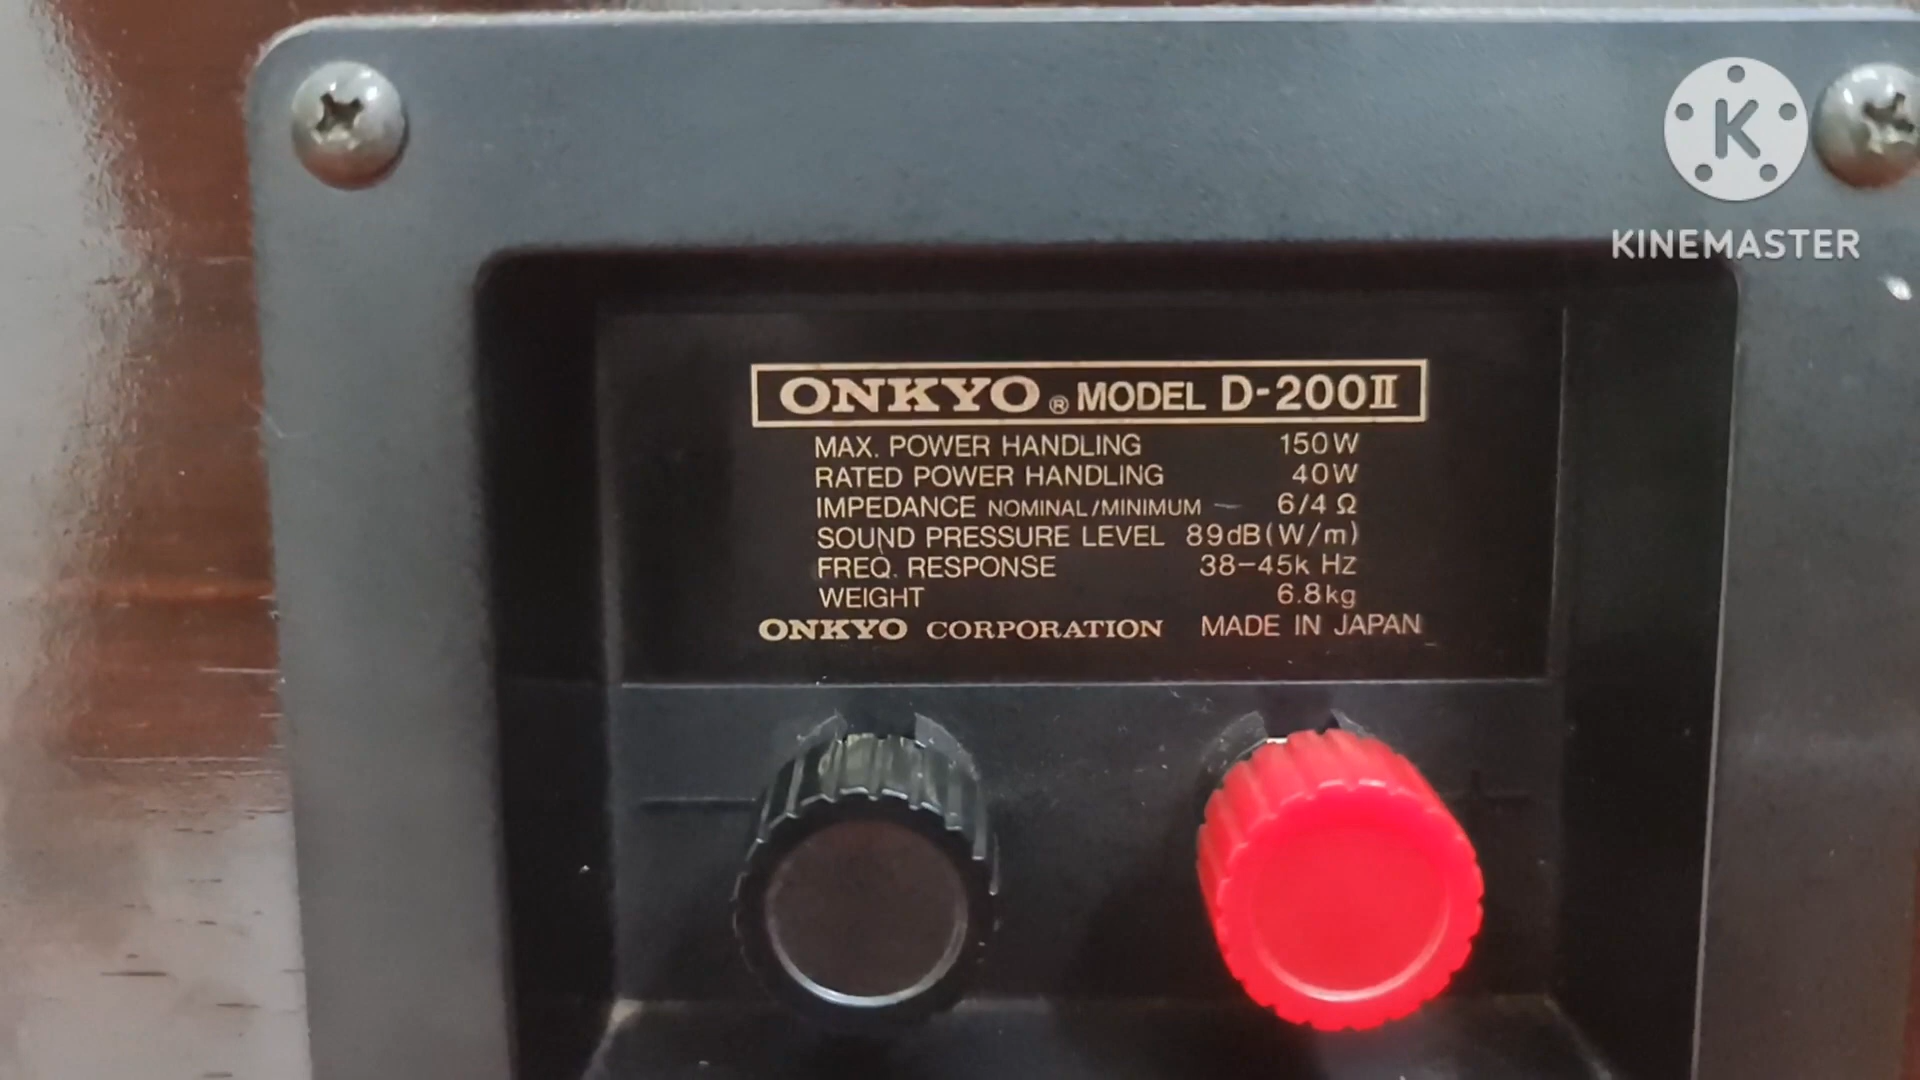 K
KINEMASTER
ONKYO® MODEL D-200II
MAX. POWER HANDLING 150W
RATED POWER HANDLING 40W
IMPEDANCE NOMINAL/MINIMUM 6/4 Ω
SOUND PRESSURE LEVEL 89dB(W/m)
FREQ. RESPONSE 38-45k Hz
WEIGHT 6.8kg
ONKYO CORPORATION MADE IN JAPAN